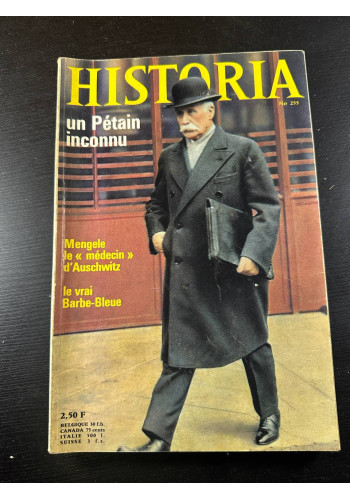 HISTORIA
No 255
un Pétain
inconnu
Mengele
le « médecin »
d'Auschwitz
le vrai
Barbe-Bleue
2,50 F
BELGIQUE 30 f.b.
CANADA 75 cents
ITALIE 500 l.
SUISSE 3 f.s.